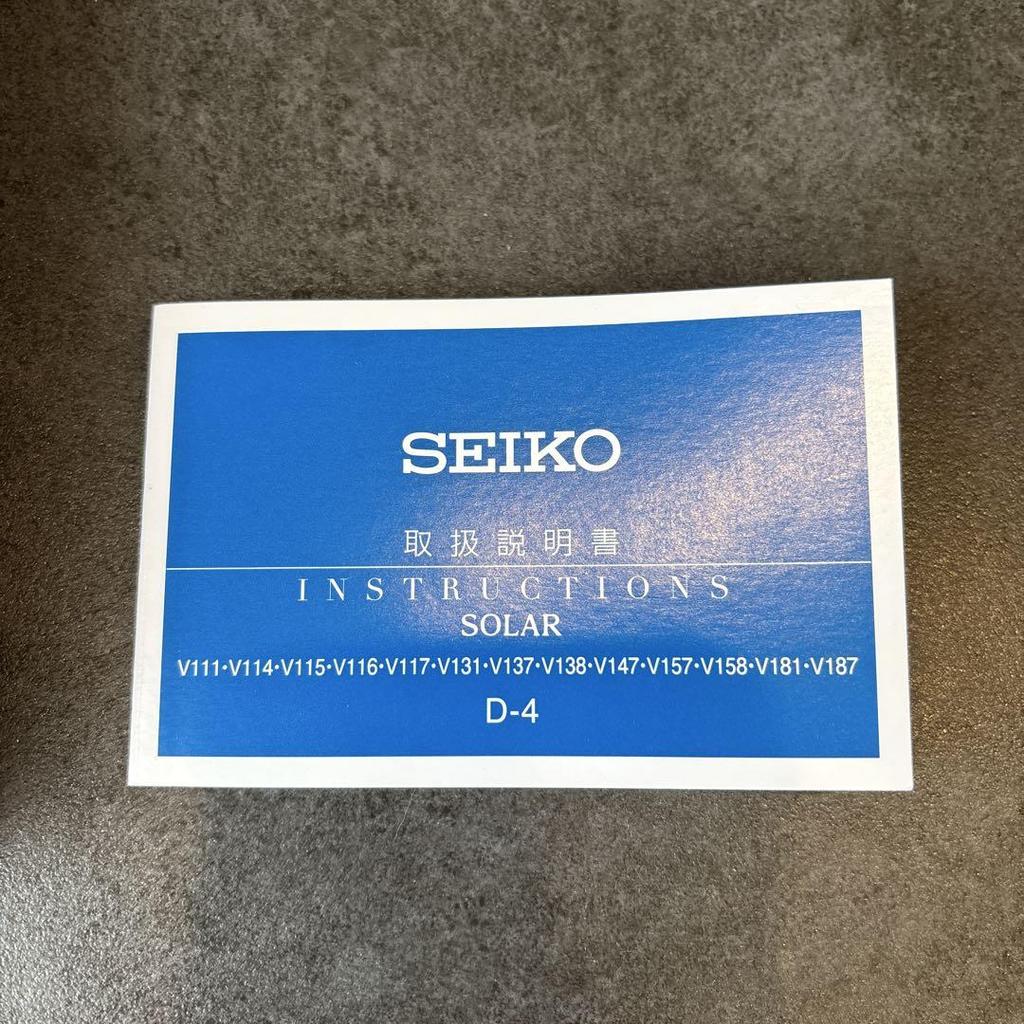 SEIKO
取扱説明書
INSTRUCTIONS
SOLAR
V111･V114･V115･V116･V117･V131･V137･V138･V147･V157･V158･V181･V187
D-4